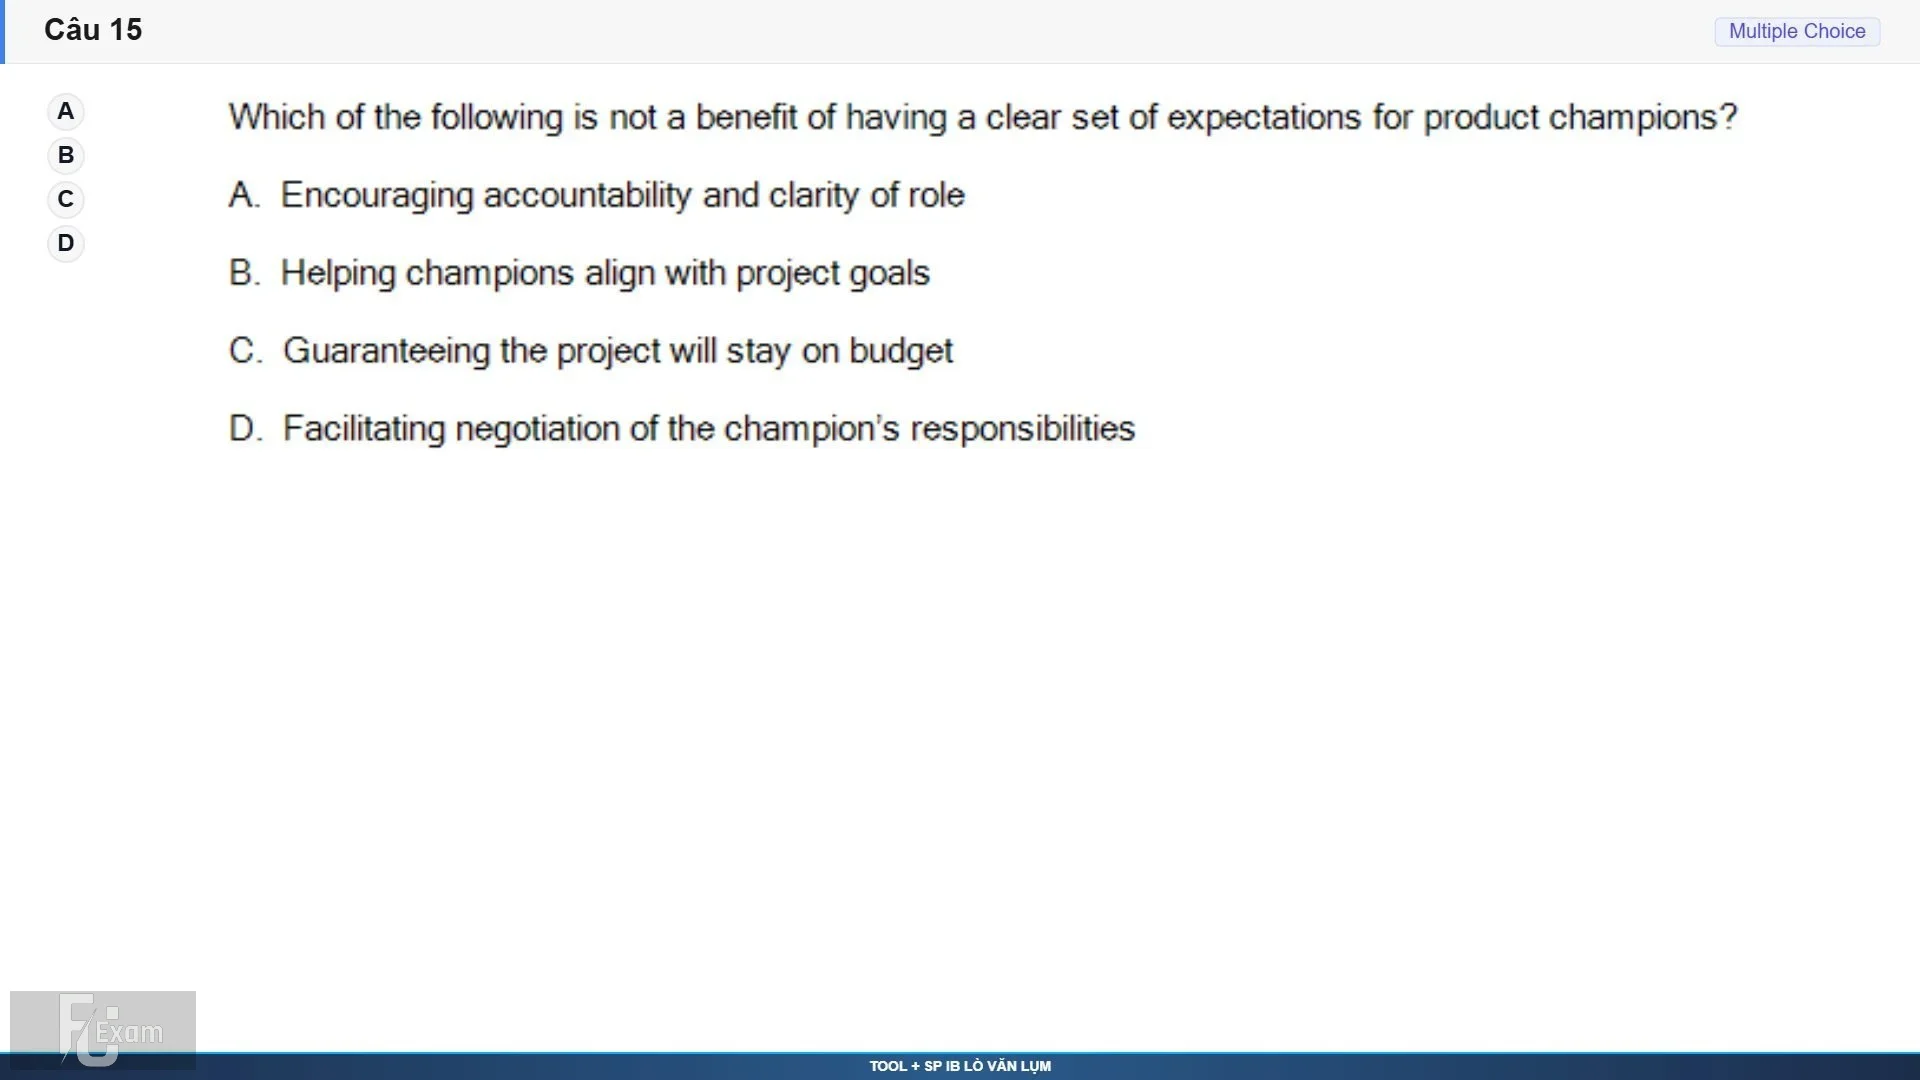 Câu 15
Multiple Choice
A
B
C
D
Which of the following is not a benefit of having a clear set of expectations for product champions?
A. Encouraging accountability and clarity of role
B. Helping champions align with project goals
C. Guaranteeing the project will stay on budget
D. Facilitating negotiation of the champion's responsibilities
FU Exam
TOOL + SP IB LÒ VĂN LỤM